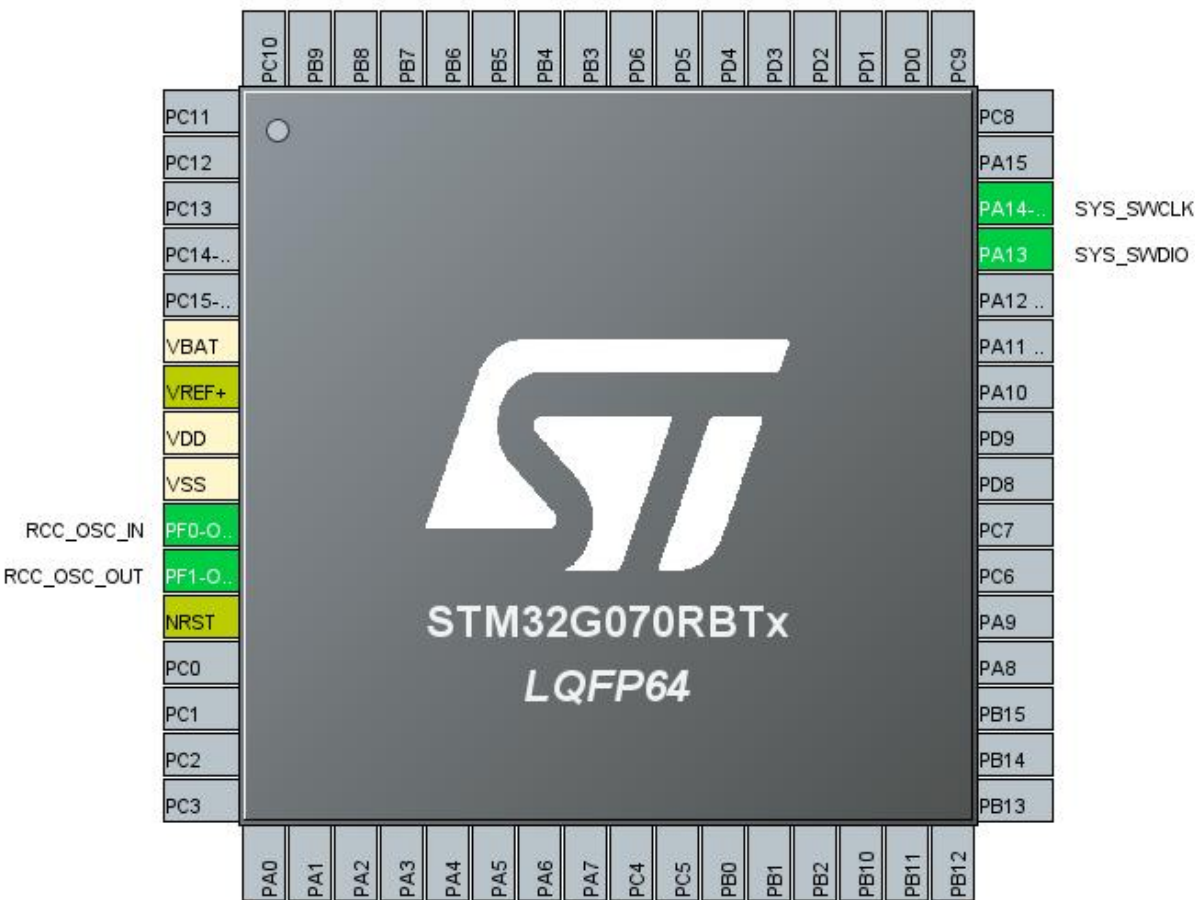 PC10
PB9
PB8
PB7
PB6
PB5
PB4
PB3
PD6
PD5
PD4
PD3
PD2
PD1
PD0
PC9
PC11
PC12
PC13
PC14-..
PC15-..
VBAT
VREF+
VDD
VSS
RCC_OSC_IN PF0-O..
RCC_OSC_OUT PF1-O..
NRST
PC0
PC1
PC2
PC3
STM32G070RBTx
LQFP64
PC8
PA15
PA14-.. SYS_SWCLK
PA13 SYS_SWDIO
PA12 ..
PA11 ..
PA10
PD9
PD8
PC7
PC6
PA9
PA8
PB15
PB14
PB13
PA0
PA1
PA2
PA3
PA4
PA5
PA6
PA7
PC4
PC5
PB0
PB1
PB2
PB10
PB11
PB12